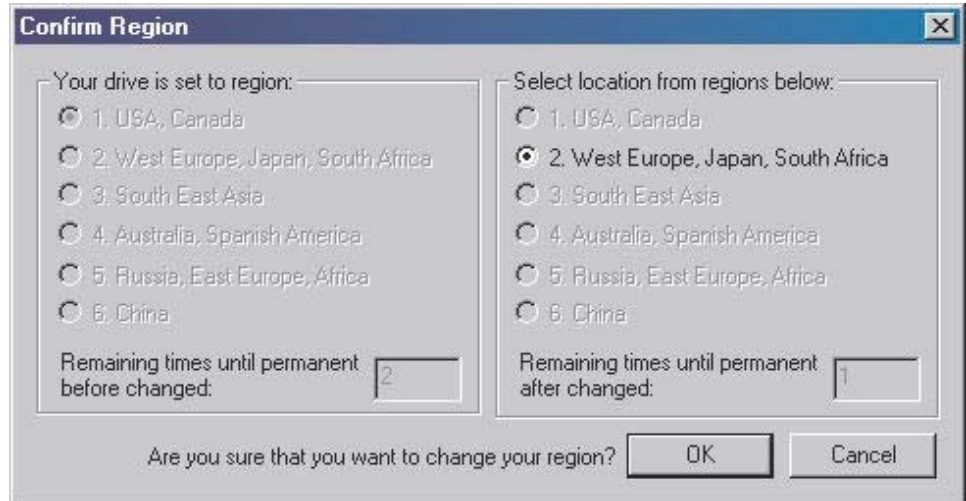 Confirm Region
Your drive is set to region:
1. USA, Canada
2. West Europe, Japan, South Africa
3. South East Asia
4. Australia, Spanish America
5. Russia, East Europe, Africa
6. China
Remaining times until permanent
before changed:
2
Select location from regions below:
1. USA, Canada
2. West Europe, Japan, South Africa
3. South East Asia
4. Australia, Spanish America
5. Russia, East Europe, Africa
6. China
Remaining times until permanent
after changed:
1
Are you sure that you want to change your region?
OK
Cancel